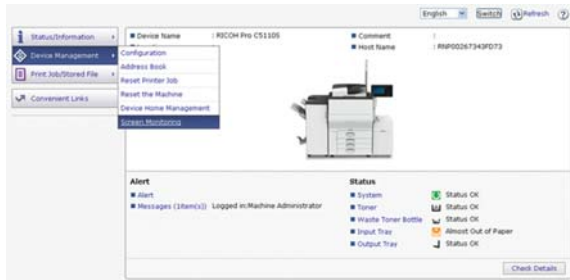 English Switch Refresh
Status/Information
Device Management
Print Job/Stored File
Convenient Links
Configuration
Address Book
Reset Printer Job
Reset the Machine
Device Home Management
Screen Monitoring
Device Name : RICOH Pro C5110S
Comment :
Host Name : RNP00267343FD73
Alert
Alert
Messages (1item(s)) Logged in:Machine Administrator
Status
System Status OK
Toner Status OK
Waste Toner Bottle Status OK
Input Tray Almost Out of Paper
Output Tray Status OK
Check Details